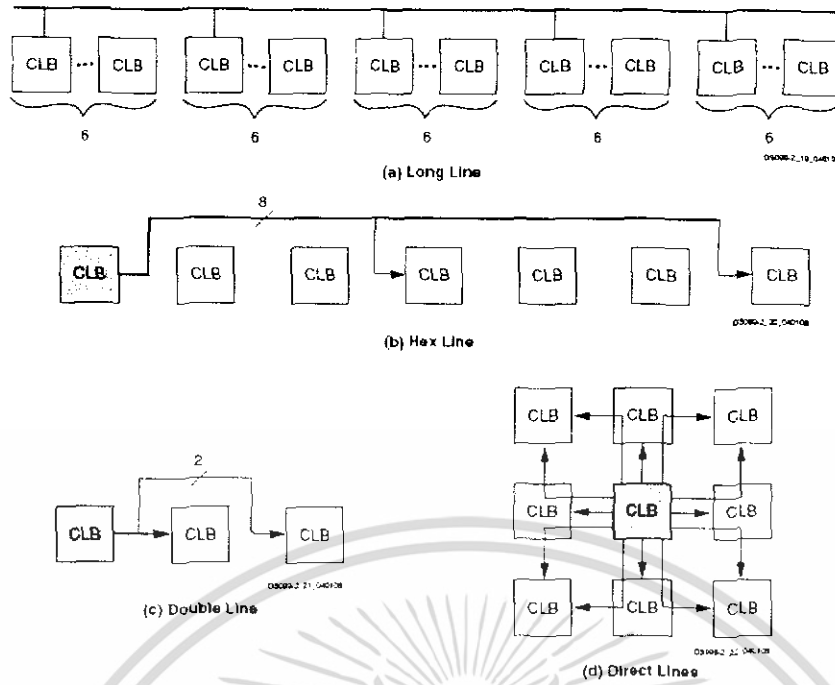 CLB ... CLB CLB ... CLB CLB ... CLB CLB ... CLB CLB ... CLB
6 6 6 6 6
(a) Long Line
8
CLB CLB CLB CLB CLB CLB CLB
(b) Hex Line
CLB CLB CLB
2
CLB CLB CLB
CLB CLB CLB
CLB CLB CLB
(c) Double Line
(d) Direct Lines